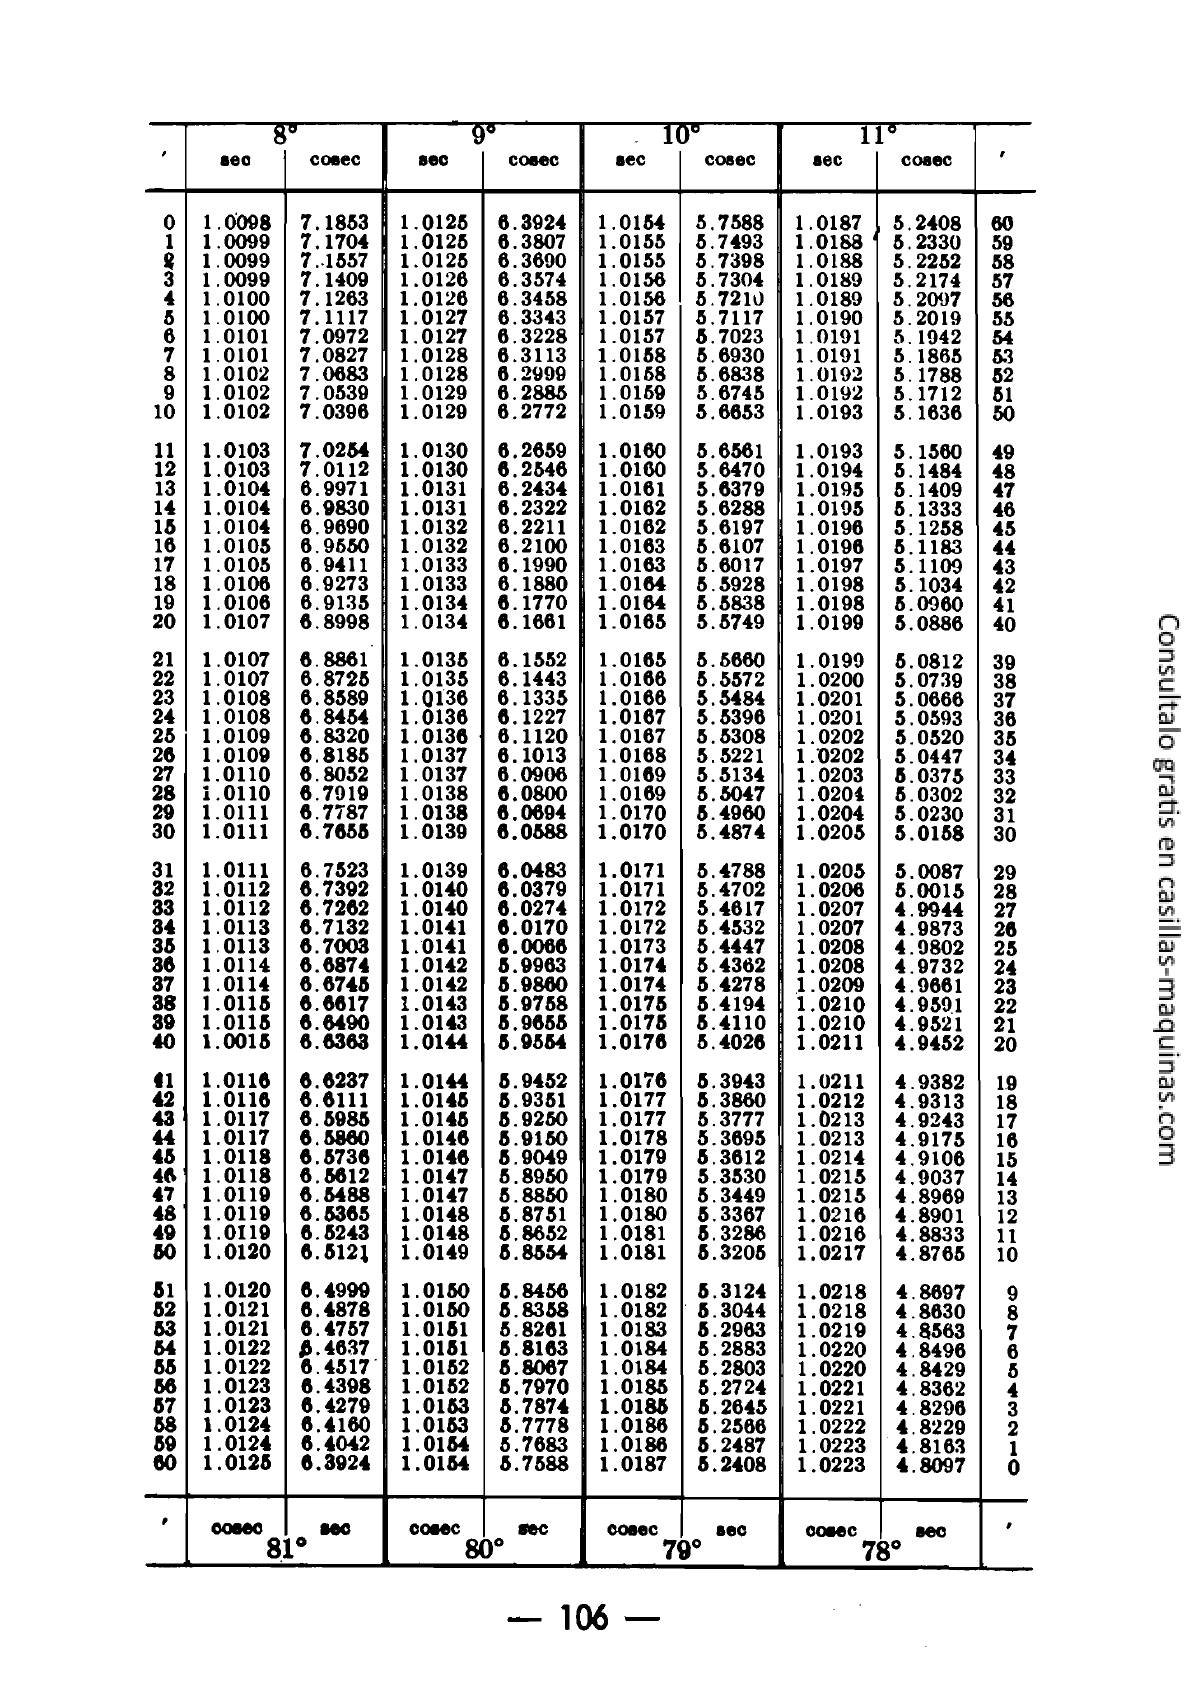 8° 9° 10° 11°
′ sec cosec sec cosec sec cosec sec cosec ′
0 1.0098 7.1853 1.0125 6.3924 1.0154 5.7588 1.0187 5.2408 60
1 1.0099 7.1704 1.0125 6.3807 1.0155 5.7493 1.0188 5.2330 59
2 1.0099 7.1557 1.0125 6.3690 1.0155 5.7398 1.0188 5.2252 58
3 1.0099 7.1409 1.0126 6.3574 1.0156 5.7304 1.0189 5.2174 57
4 1.0100 7.1263 1.0126 6.3458 1.0156 5.7210 1.0189 5.2097 56
5 1.0100 7.1117 1.0127 6.3343 1.0157 5.7117 1.0190 5.2019 55
6 1.0101 7.0972 1.0127 6.3228 1.0157 5.7023 1.0191 5.1942 54
7 1.0101 7.0827 1.0128 6.3113 1.0158 5.6930 1.0191 5.1865 53
8 1.0102 7.0683 1.0128 6.2999 1.0158 5.6838 1.0192 5.1788 52
9 1.0102 7.0539 1.0129 6.2885 1.0159 5.6745 1.0192 5.1712 51
10 1.0102 7.0396 1.0129 6.2772 1.0159 5.6653 1.0193 5.1636 50
11 1.0103 7.0254 1.0130 6.2659 1.0160 5.6561 1.0193 5.1560 49
12 1.0103 7.0112 1.0130 6.2546 1.0160 5.6470 1.0194 5.1484 48
13 1.0104 6.9971 1.0131 6.2434 1.0161 5.6379 1.0195 5.1409 47
14 1.0104 6.9830 1.0131 6.2322 1.0162 5.6288 1.0195 5.1333 46
15 1.0104 6.9690 1.0132 6.2211 1.0162 5.6197 1.0196 5.1258 45
16 1.0105 6.9550 1.0132 6.2100 1.0163 5.6107 1.0196 5.1183 44
17 1.0105 6.9411 1.0133 6.1990 1.0163 5.6017 1.0197 5.1109 43
18 1.0106 6.9273 1.0133 6.1880 1.0164 5.5928 1.0198 5.1034 42
19 1.0106 6.9135 1.0134 6.1770 1.0164 5.5838 1.0198 5.0960 41
20 1.0107 6.8998 1.0134 6.1661 1.0165 5.5749 1.0199 5.0886 40
21 1.0107 6.8861 1.0135 6.1552 1.0165 5.5660 1.0199 5.0812 39
22 1.0107 6.8725 1.0135 6.1443 1.0166 5.5572 1.0200 5.0739 38
23 1.0108 6.8589 1.0136 6.1335 1.0166 5.5484 1.0201 5.0666 37
24 1.0108 6.8454 1.0136 6.1227 1.0167 5.5396 1.0201 5.0593 36
25 1.0109 6.8320 1.0136 6.1120 1.0167 5.5308 1.0202 5.0520 35
26 1.0109 6.8185 1.0137 6.1013 1.0168 5.5221 1.0202 5.0447 34
27 1.0110 6.8052 1.0137 6.0906 1.0169 5.5134 1.0203 5.0375 33
28 1.0110 6.7919 1.0138 6.0800 1.0169 5.5047 1.0204 5.0302 32
29 1.0111 6.7787 1.0138 6.0694 1.0170 5.4960 1.0204 5.0230 31
30 1.0111 6.7655 1.0139 6.0588 1.0170 5.4874 1.0205 5.0158 30
31 1.0111 6.7523 1.0139 6.0483 1.0171 5.4788 1.0205 5.0087 29
32 1.0112 6.7392 1.0140 6.0379 1.0171 5.4702 1.0206 5.0015 28
33 1.0112 6.7262 1.0140 6.0274 1.0172 5.4617 1.0207 4.9944 27
34 1.0113 6.7132 1.0141 6.0170 1.0172 5.4532 1.0207 4.9873 26
35 1.0113 6.7003 1.0141 6.0066 1.0173 5.4447 1.0208 4.9802 25
36 1.0114 6.6874 1.0142 5.9963 1.0174 5.4362 1.0208 4.9732 24
37 1.0114 6.6745 1.0142 5.9860 1.0174 5.4278 1.0209 4.9661 23
38 1.0115 6.6617 1.0143 5.9758 1.0175 5.4194 1.0210 4.9591 22
39 1.0115 6.6490 1.0143 5.9655 1.0175 5.4110 1.0210 4.9521 21
40 1.0015 6.6363 1.0144 5.9554 1.0176 5.4026 1.0211 4.9452 20
41 1.0116 6.6237 1.0144 5.9452 1.0176 5.3943 1.0211 4.9382 19
42 1.0116 6.6111 1.0145 5.9351 1.0177 5.3860 1.0212 4.9313 18
43 1.0117 6.5985 1.0145 5.9250 1.0177 5.3777 1.0213 4.9243 17
44 1.0117 6.5860 1.0146 5.9150 1.0178 5.3695 1.0213 4.9175 16
45 1.0118 6.5736 1.0146 5.9049 1.0179 5.3612 1.0214 4.9106 15
46 1.0118 6.5612 1.0147 5.8950 1.0179 5.3530 1.0215 4.9037 14
47 1.0119 6.5488 1.0147 5.8850 1.0180 5.3449 1.0215 4.8969 13
48 1.0119 6.5365 1.0148 5.8751 1.0180 5.3367 1.0216 4.8901 12
49 1.0119 6.5243 1.0148 5.8652 1.0181 5.3286 1.0216 4.8833 11
50 1.0120 6.5121 1.0149 5.8554 1.0181 5.3205 1.0217 4.8765 10
51 1.0120 6.4999 1.0150 5.8456 1.0182 5.3124 1.0218 4.8697 9
52 1.0121 6.4878 1.0150 5.8358 1.0182 5.3044 1.0218 4.8630 8
53 1.0121 6.4757 1.0151 5.8261 1.0183 5.2963 1.0219 4.8563 7
54 1.0122 6.4637 1.0151 5.8163 1.0184 5.2883 1.0220 4.8496 6
55 1.0122 6.4517 1.0152 5.8067 1.0184 5.2803 1.0220 4.8429 5
56 1.0123 6.4398 1.0152 5.7970 1.0185 5.2724 1.0221 4.8362 4
57 1.0123 6.4279 1.0153 5.7874 1.0185 5.2645 1.0221 4.8296 3
58 1.0124 6.4160 1.0153 5.7778 1.0186 5.2566 1.0222 4.8229 2
59 1.0124 6.4042 1.0154 5.7683 1.0186 5.2487 1.0223 4.8163 1
60 1.0125 6.3924 1.0154 5.7588 1.0187 5.2408 1.0223 4.8097 0
′ cosec sec cosec sec cosec sec cosec sec ′
81° 80° 79° 78°
— 106 —
Consultalo gratis en casillas-maquinas.com